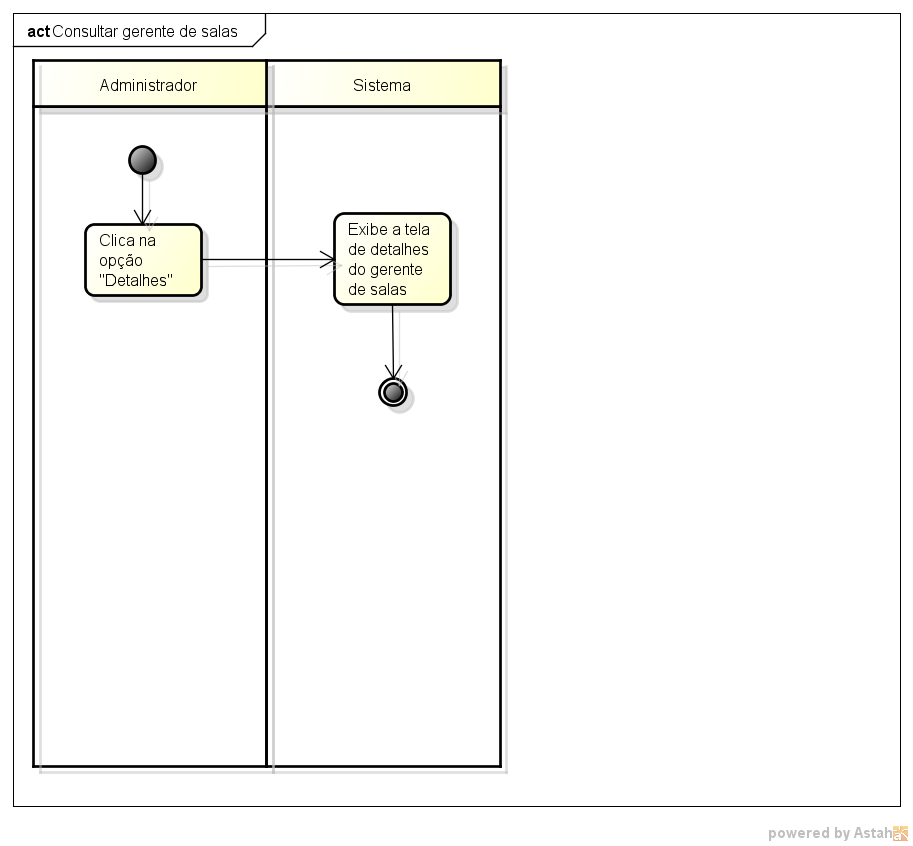 act Consultar gerente de salas
Administrador
Sistema
Clica na
opção
"Detalhes"
Exibe a tela
de detalhes
do gerente
de salas
powered by Astah